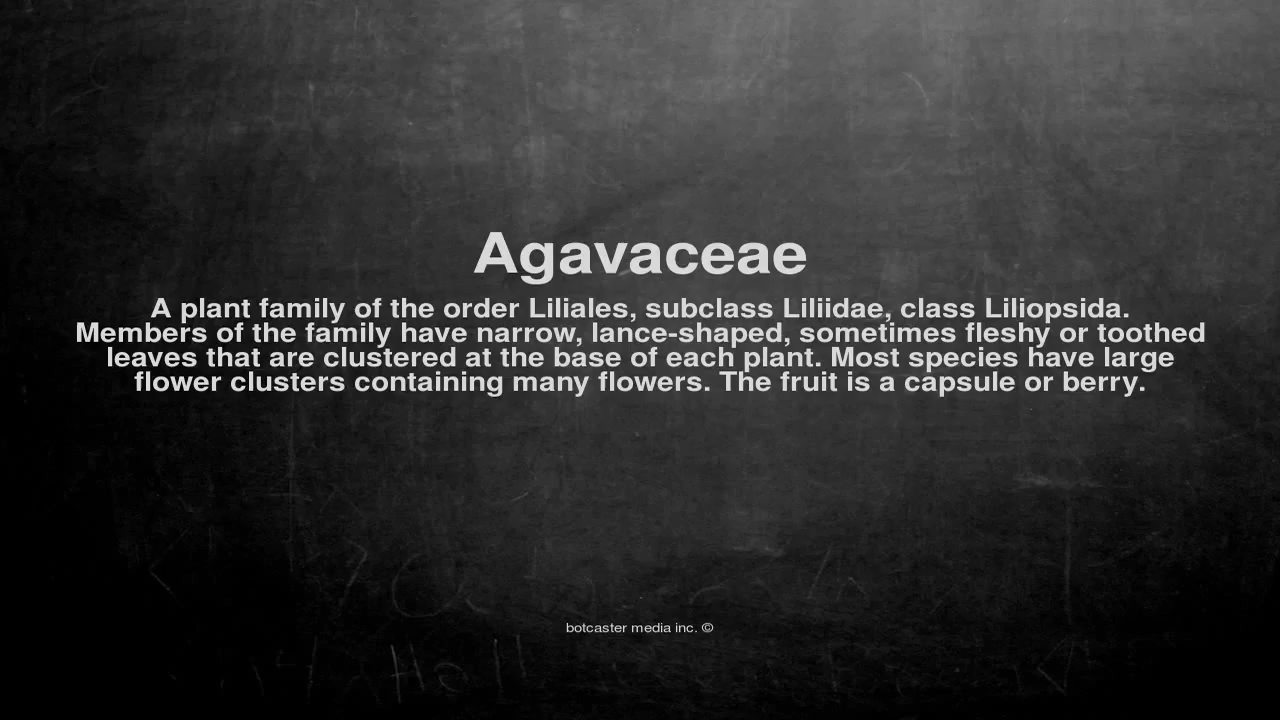 Agavaceae
A plant family of the order Liliales, subclass Liliidae, class Liliopsida.
Members of the family have narrow, lance-shaped, sometimes fleshy or toothed
leaves that are clustered at the base of each plant. Most species have large
flower clusters containing many flowers. The fruit is a capsule or berry.
botcaster media inc. ©